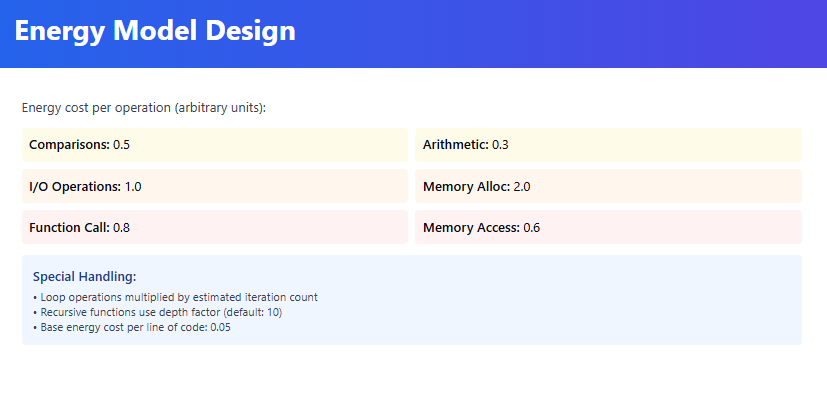 Energy Model Design
Energy cost per operation (arbitrary units):
Comparisons: 0.5
Arithmetic: 0.3
I/O Operations: 1.0
Memory Alloc: 2.0
Function Call: 0.8
Memory Access: 0.6
Special Handling:
• Loop operations multiplied by estimated iteration count
• Recursive functions use depth factor (default: 10)
• Base energy cost per line of code: 0.05